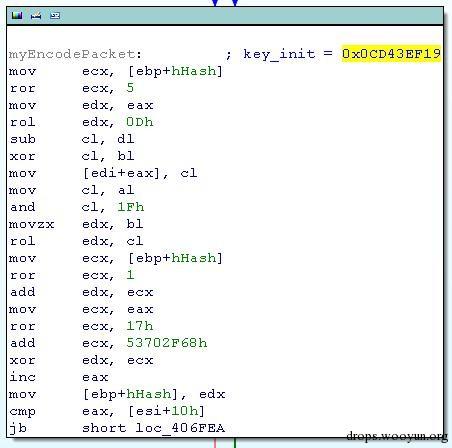 myEncodePacket: ; key_init = 0x0CD43EF19
mov ecx, [ebp+hHash]
ror ecx, 5
mov edx, eax
rol edx, 0Dh
sub cl, dl
xor cl, bl
mov [edi+eax], cl
mov cl, al
and cl, 1Fh
movzx edx, bl
rol edx, cl
mov ecx, [ebp+hHash]
ror ecx, 1
add edx, ecx
mov ecx, eax
ror ecx, 17h
add ecx, 53702F68h
xor edx, ecx
inc eax
mov [ebp+hHash], edx
cmp eax, [esi+10h]
jb short loc_406FEA
drops.wooyun.org